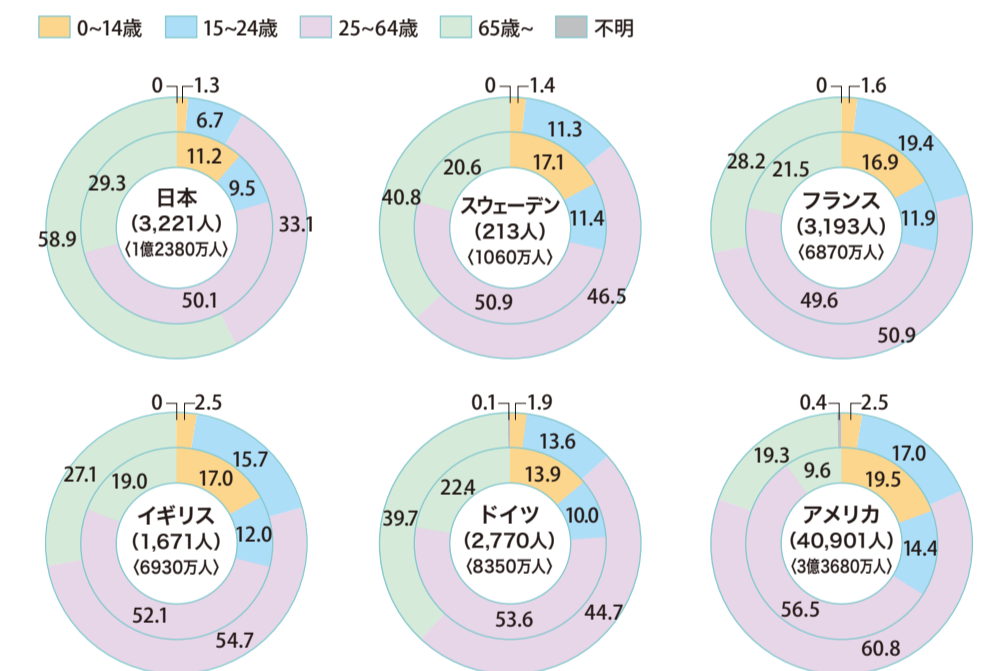 0~14歳 15~24歳 25~64歳 65歳~ 不明
0 1.3
6.7
11.2
29.3
9.5
日本
(3,221人)
〈1億2380万人〉
33.1
58.9
50.1
0 1.4
11.3
17.1
20.6
40.8
11.4
スウェーデン
(213人)
〈1060万人〉
50.9
46.5
0 1.6
19.4
16.9
28.2
21.5
11.9
フランス
(3,193人)
〈6870万人〉
49.6
50.9
0 2.5
15.7
17.0
27.1
19.0
12.0
イギリス
(1,671人)
〈6930万人〉
52.1
54.7
0.1 1.9
13.6
13.9
22.4
39.7
10.0
ドイツ
(2,770人)
〈8350万人〉
53.6
44.7
0.4 2.5
17.0
19.3
9.6
19.5
14.4
アメリカ
(40,901人)
〈3億3680万人〉
56.5
60.8